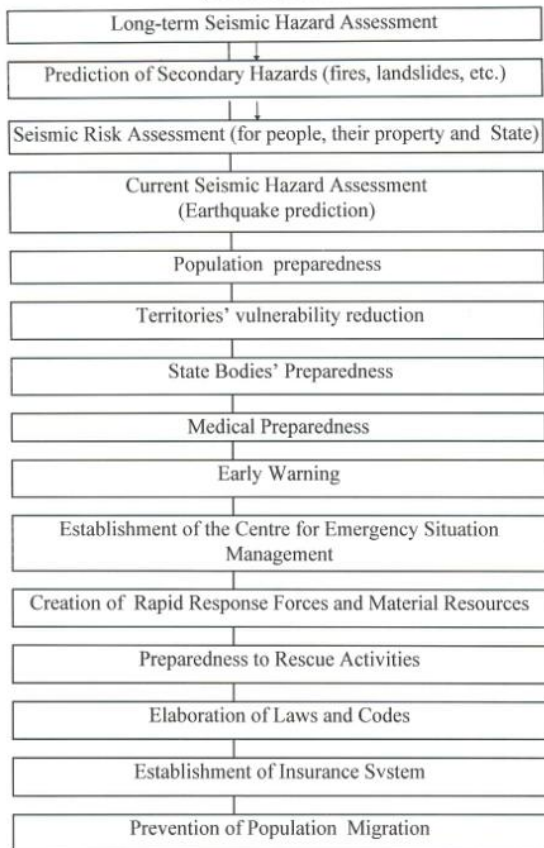 Long-term Seismic Hazard Assessment
Prediction of Secondary Hazards (fires, landslides, etc.)
Seismic Risk Assessment (for people, their property and State)
Current Seismic Hazard Assessment
(Earthquake prediction)
Population preparedness
Territories' vulnerability reduction
State Bodies' Preparedness
Medical Preparedness
Early Warning
Establishment of the Centre for Emergency Situation
Management
Creation of Rapid Response Forces and Material Resources
Preparedness to Rescue Activities
Elaboration of Laws and Codes
Establishment of Insurance System
Prevention of Population Migration